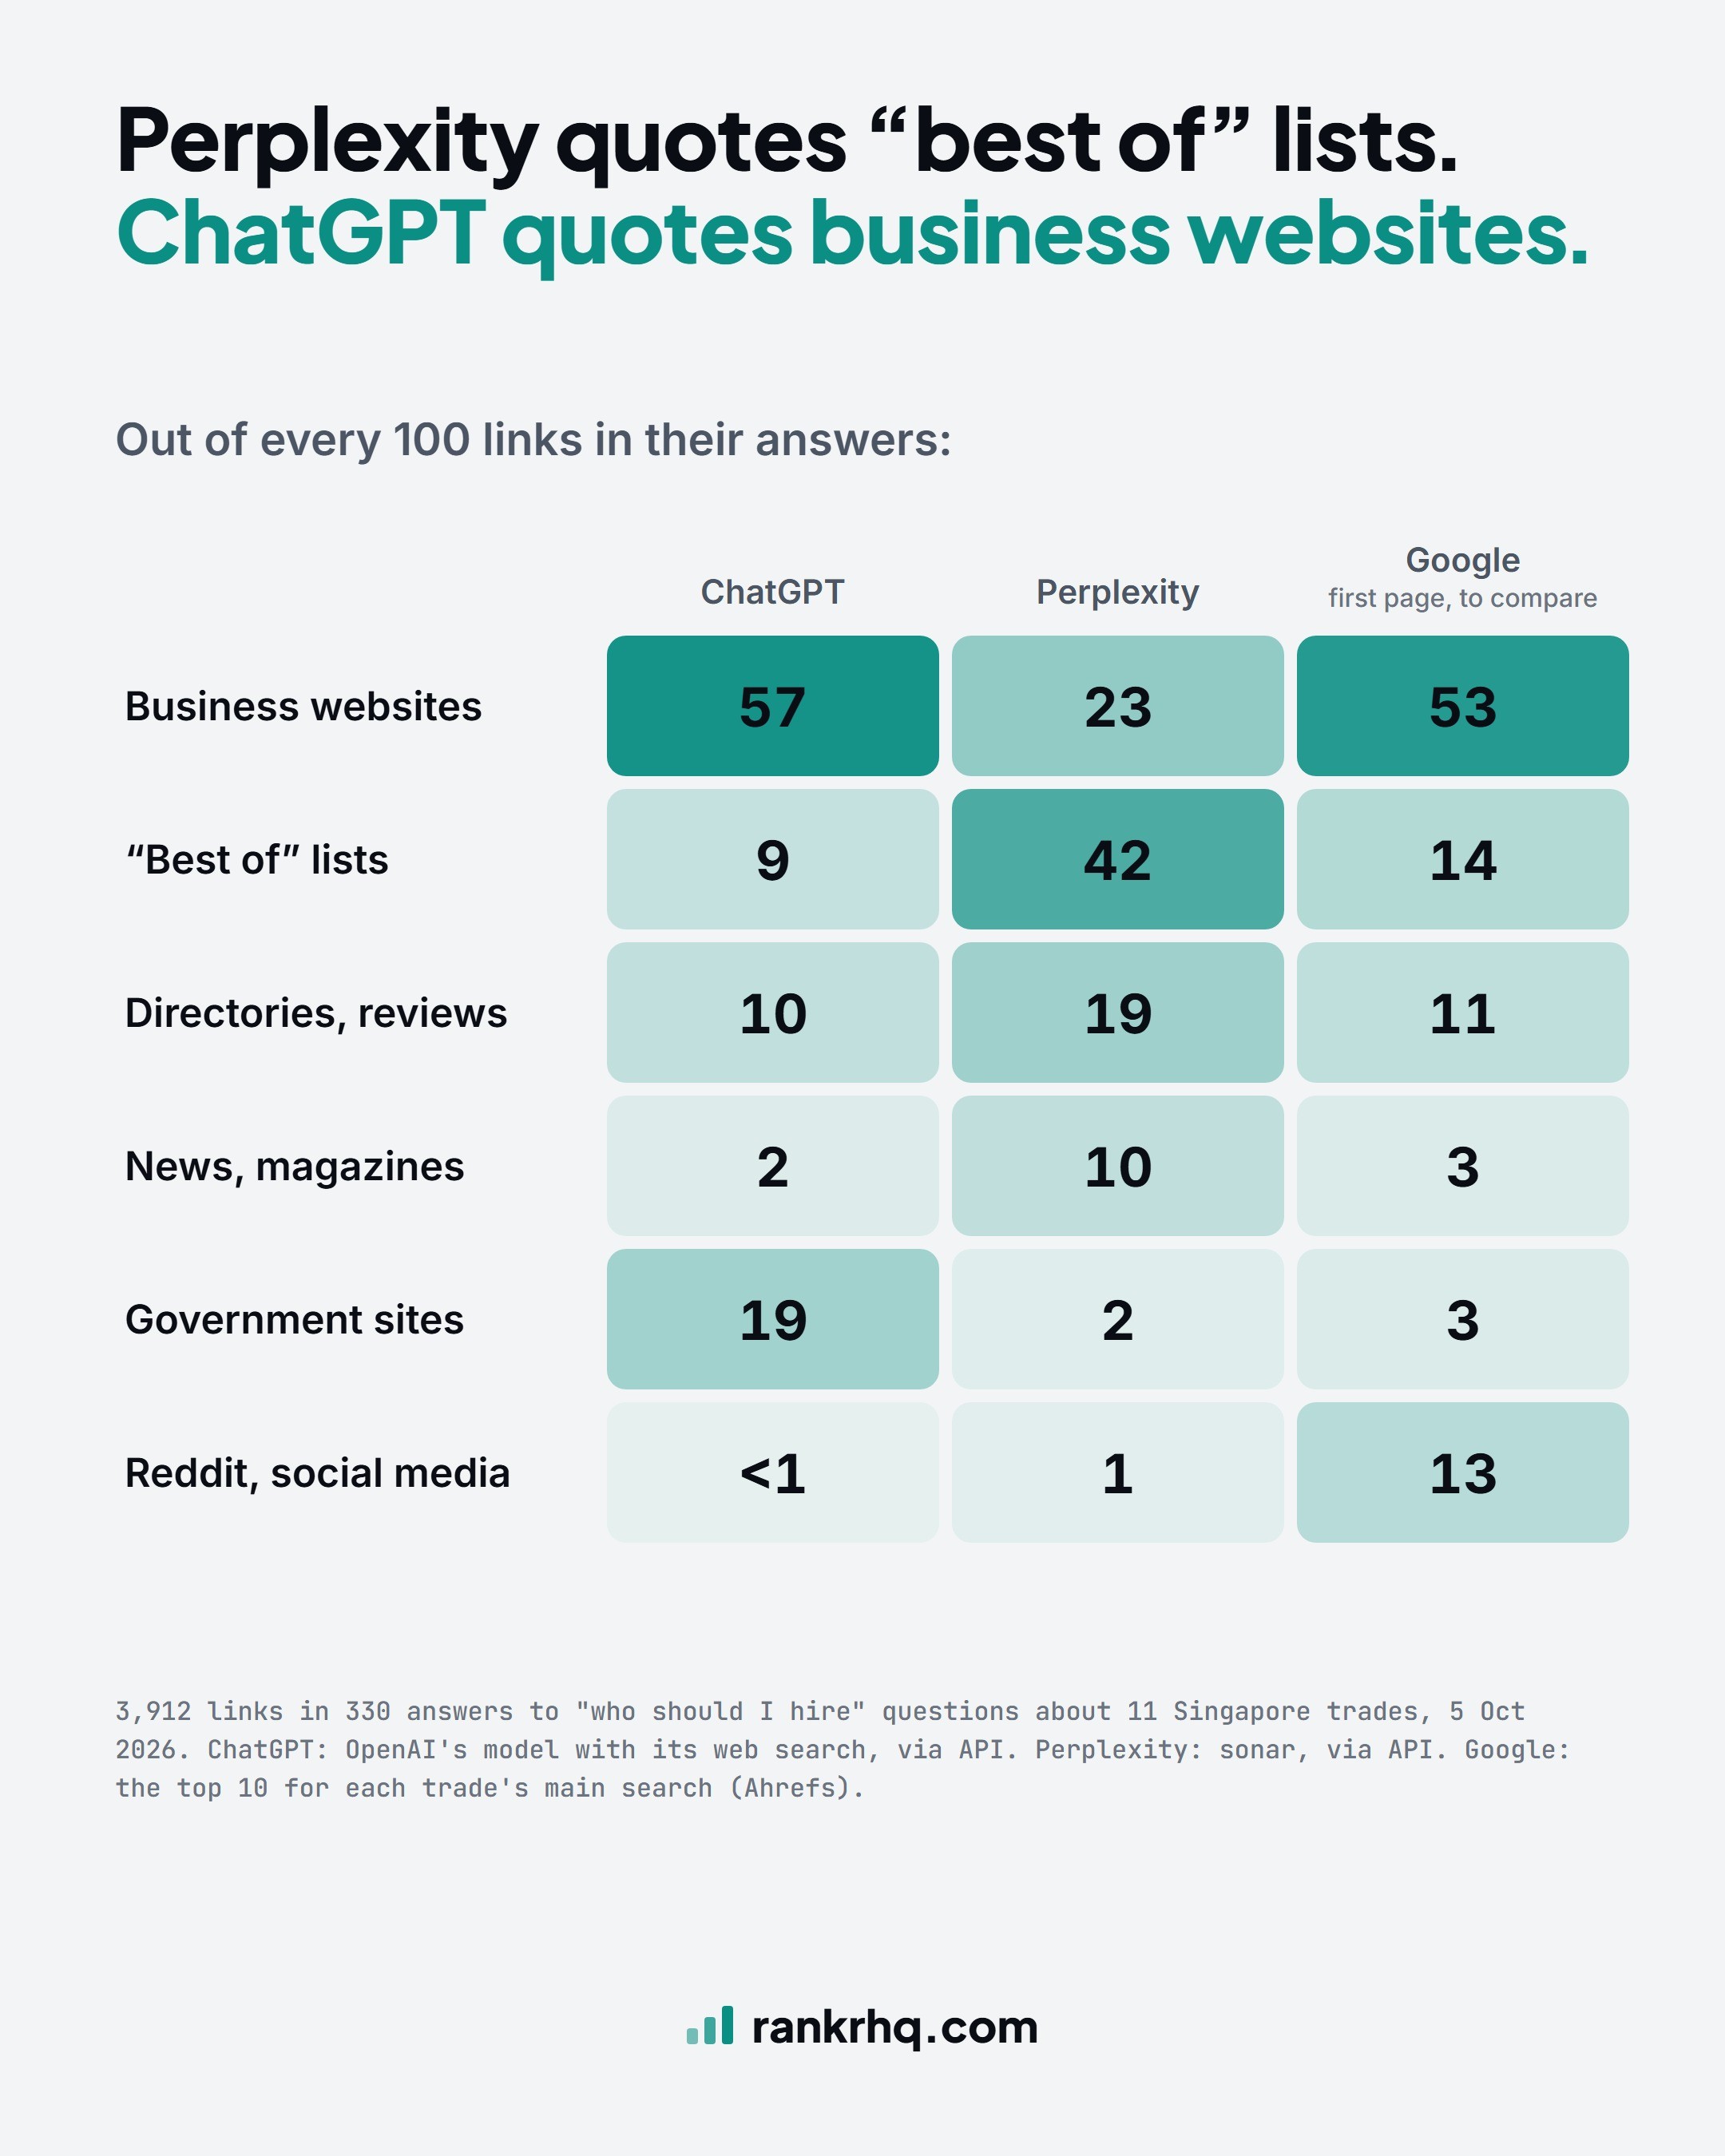 Perplexity quotes “best of” lists.
ChatGPT quotes business websites.
Out of every 100 links in their answers:
ChatGPT Perplexity Google
first page, to compare
Business websites 57 23 53
“Best of” lists 9 42 14
Directories, reviews 10 19 11
News, magazines 2 10 3
Government sites 19 2 3
Reddit, social media <1 1 13
3,912 links in 330 answers to "who should I hire" questions about 11 Singapore trades, 5 Oct
2026. ChatGPT: OpenAI's model with its web search, via API. Perplexity: sonar, via API. Google:
the top 10 for each trade's main search (Ahrefs).
rankrhq.com